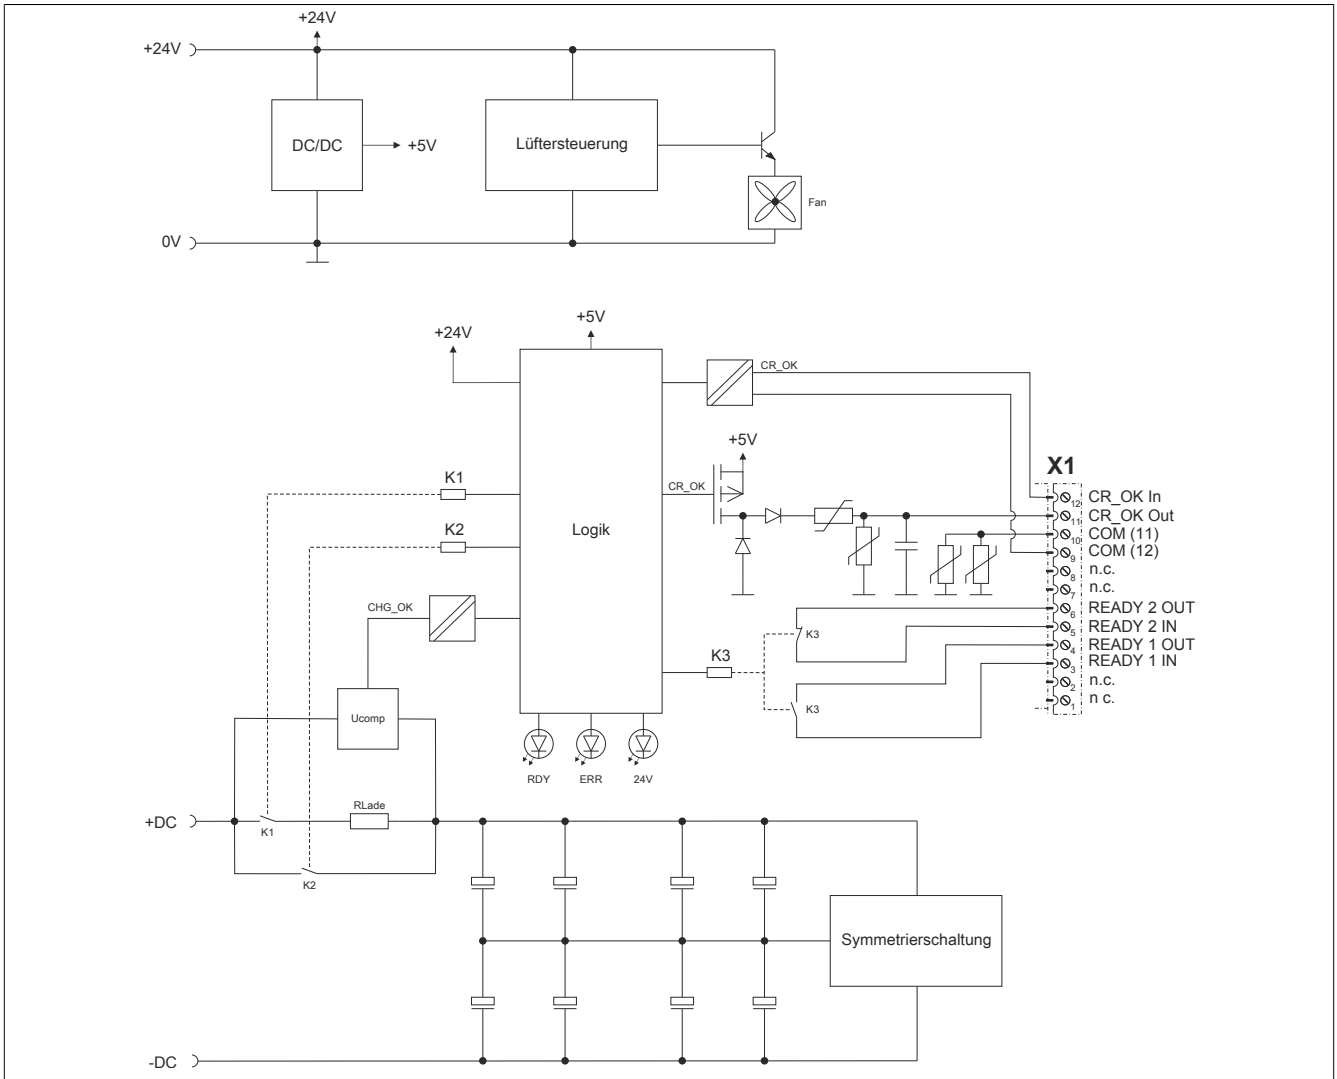 +24V
+24V
DC/DC
+5V
Lüftersteuerung
Fan
0V
+5V
+24V
CR_OK
+5V
X1
K1
CR_OK
K2
Logik
CHG_OK
K3
K3
K3
12 CR_OK In
11 CR_OK Out
10 COM (11)
9 COM (12)
8 n.c.
7 n.c.
6 READY 2 OUT
5 READY 2 IN
4 READY 1 OUT
3 READY 1 IN
2 n.c.
1 n c.
Ucomp
RDY
ERR
24V
RLade
+DC
K1
K2
Symmetrierschaltung
-DC